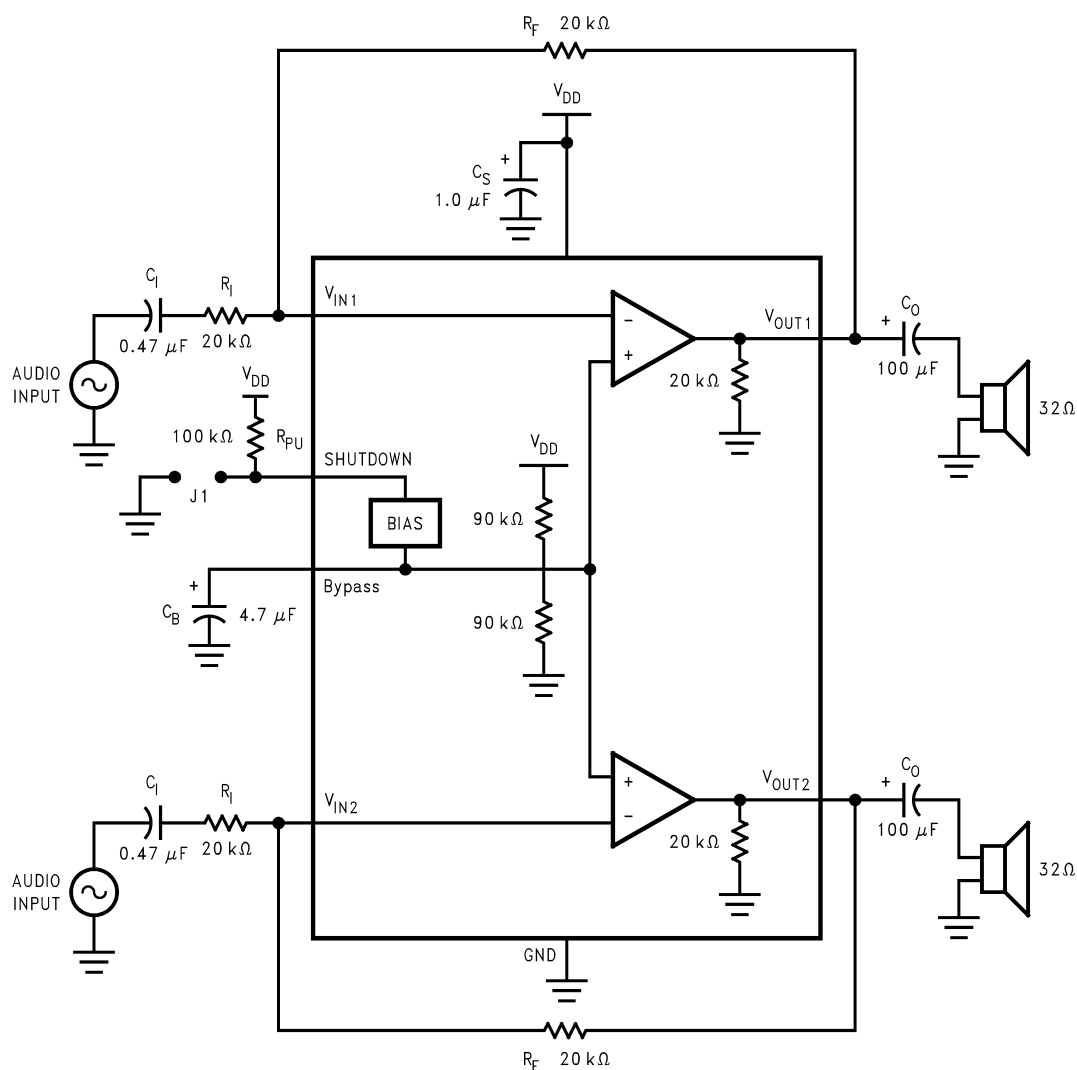 R_F 20 kΩ
V_DD
+
C_S
1.0 μF
C_I
R_I
V_IN1
0.47 μF
20 kΩ
−
+
V_OUT1
+
C_O
100 μF
AUDIO
INPUT
V_DD
100 kΩ
R_PU
20 kΩ
32Ω
SHUTDOWN
J1
V_DD
BIAS
90 kΩ
+
Bypass
C_B
4.7 μF
90 kΩ
C_I
R_I
V_IN2
0.47 μF
20 kΩ
+
−
V_OUT2
+
C_O
100 μF
20 kΩ
32Ω
AUDIO
INPUT
GND
R_F 20 kΩ